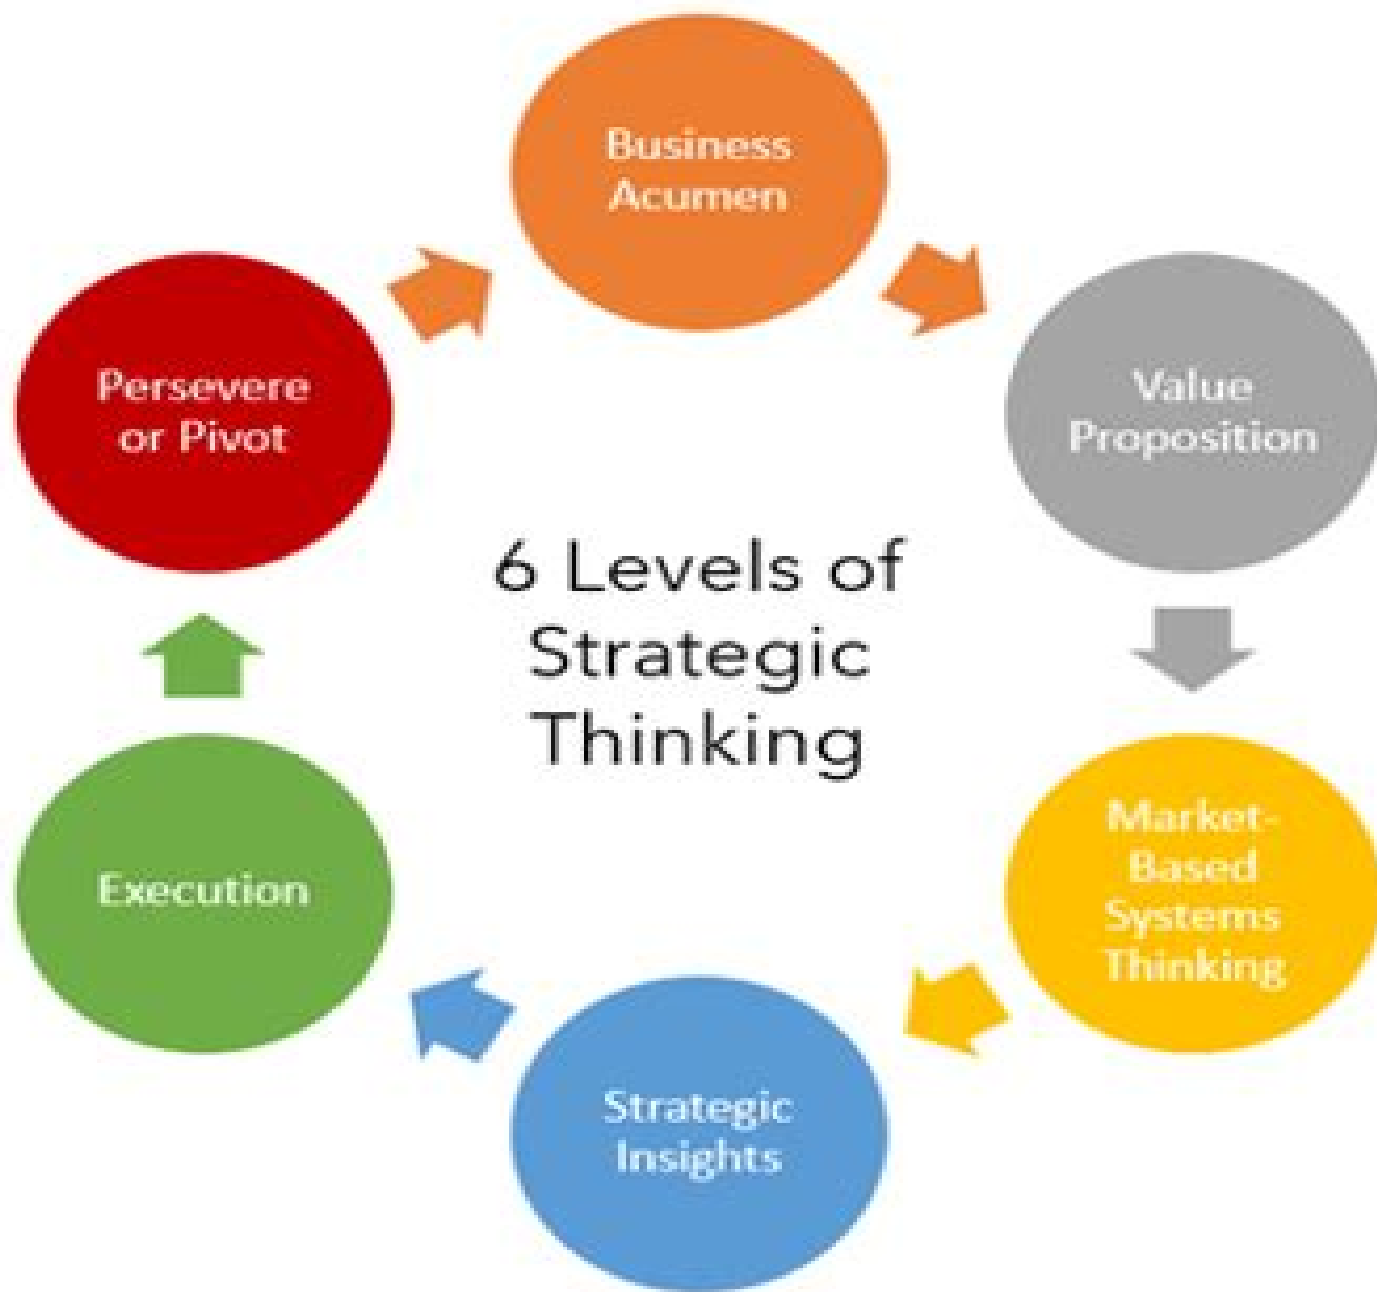 Business
Acumen
Value
Proposition
Market-
Based
Systems
Thinking
Strategic
Insights
Execution
Persevere
or Pivot
6 Levels of
Strategic
Thinking